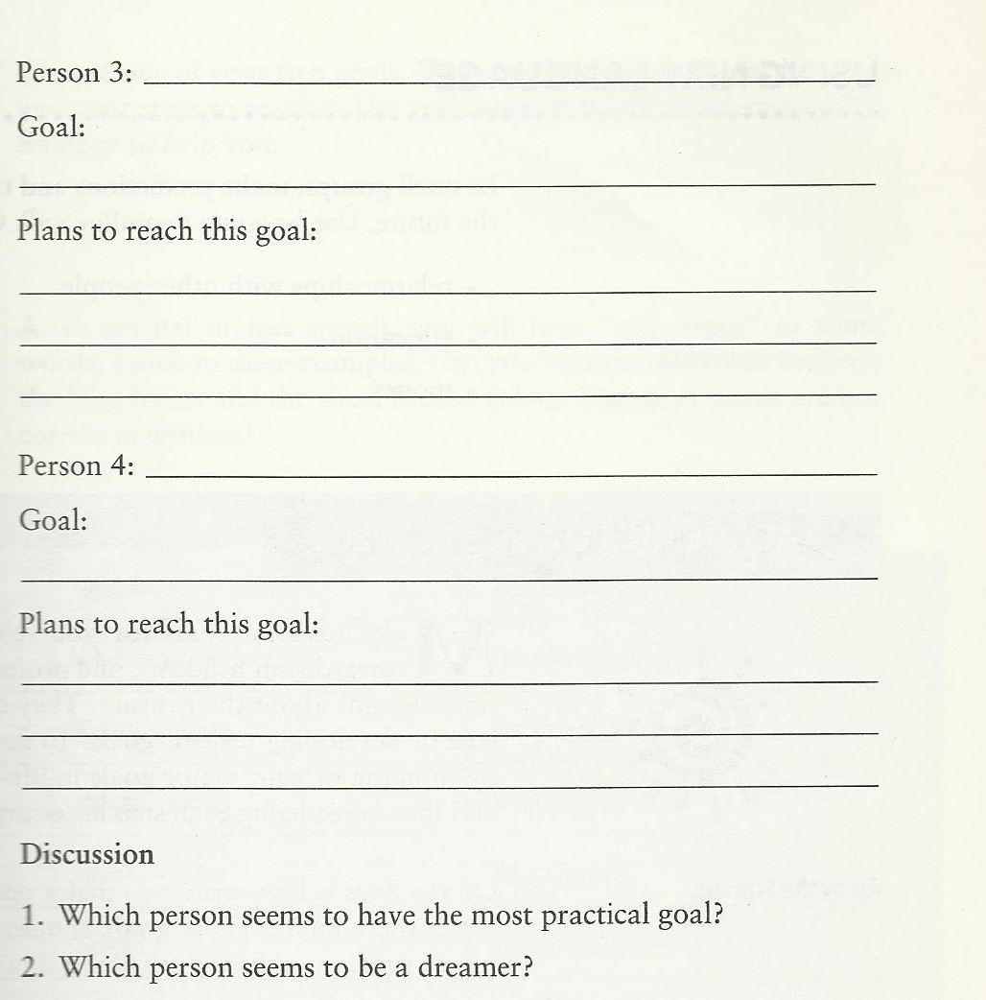 Person 3:
Goal:
Plans to reach this goal:
Person 4:
Goal:
Plans to reach this goal:
Discussion
1. Which person seems to have the most practical goal?
2. Which person seems to be a dreamer?